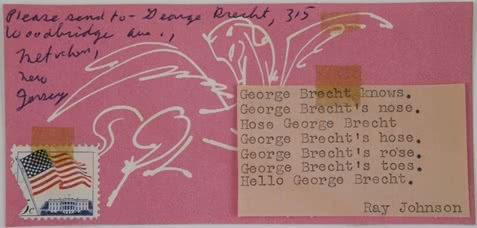 Please send to- George Brecht, 315
Woodbridge Ave.,
Metuchen,
New
Jersey
George Brecht knows.
George Brecht's nose.
Hose George Brecht
George Brecht's hose.
George Brecht's rose.
George Brecht's toes.
Hello George Brecht.
Ray Johnson